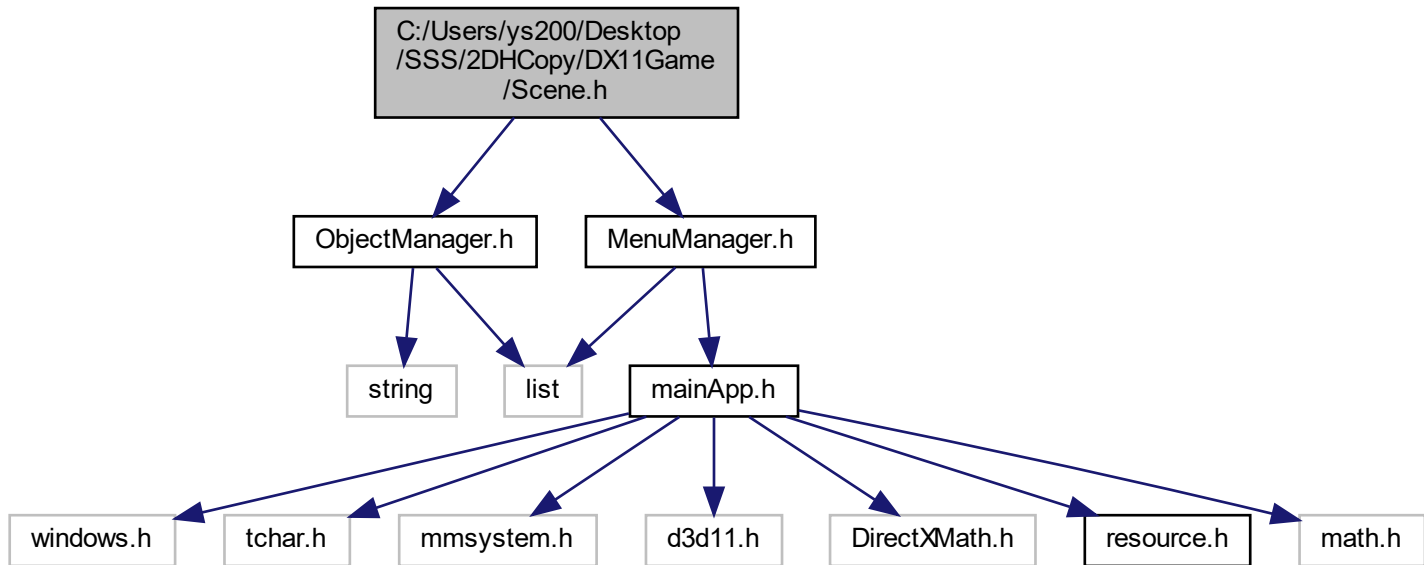 C:/Users/ys200/Desktop
/SSS/2DHCopy/DX11Game
/Scene.h
ObjectManager.h
MenuManager.h
string
list
mainApp.h
windows.h
tchar.h
mmsystem.h
d3d11.h
DirectXMath.h
resource.h
math.h